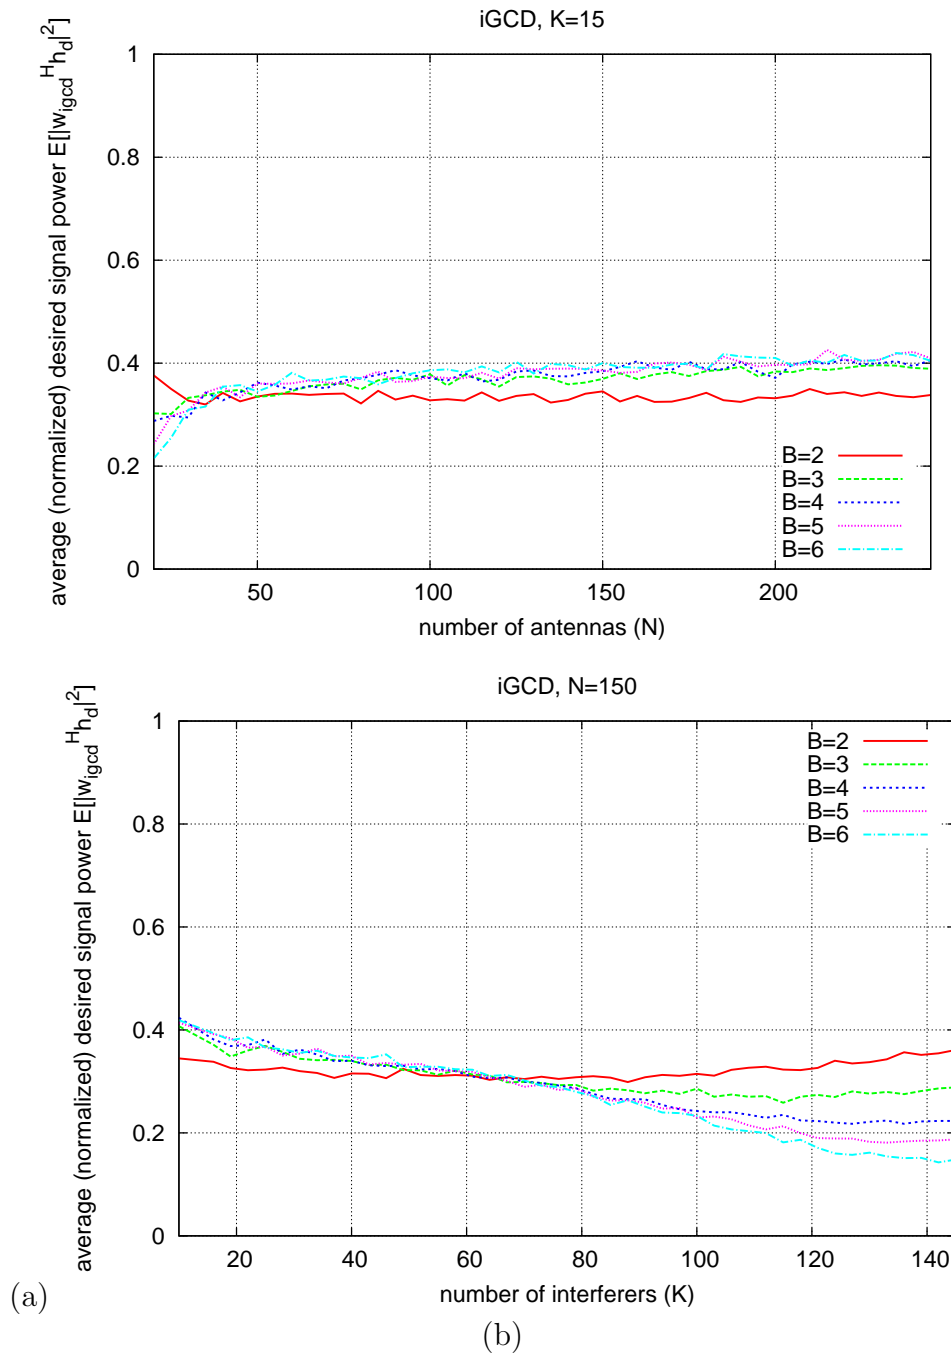 iGCD, K=15
average (normalized) desired signal power E[|w_igcd^H h_d|^2]
1
0.8
0.6
0.4
0.2
0
50
100
150
200
B=2
B=3
B=4
B=5
B=6
number of antennas (N)
iGCD, N=150
average (normalized) desired signal power E[|w_igcd^H h_d|^2]
1
0.8
0.6
0.4
0.2
0
20
40
60
80
100
120
140
B=2
B=3
B=4
B=5
B=6
number of interferers (K)
(a)
(b)